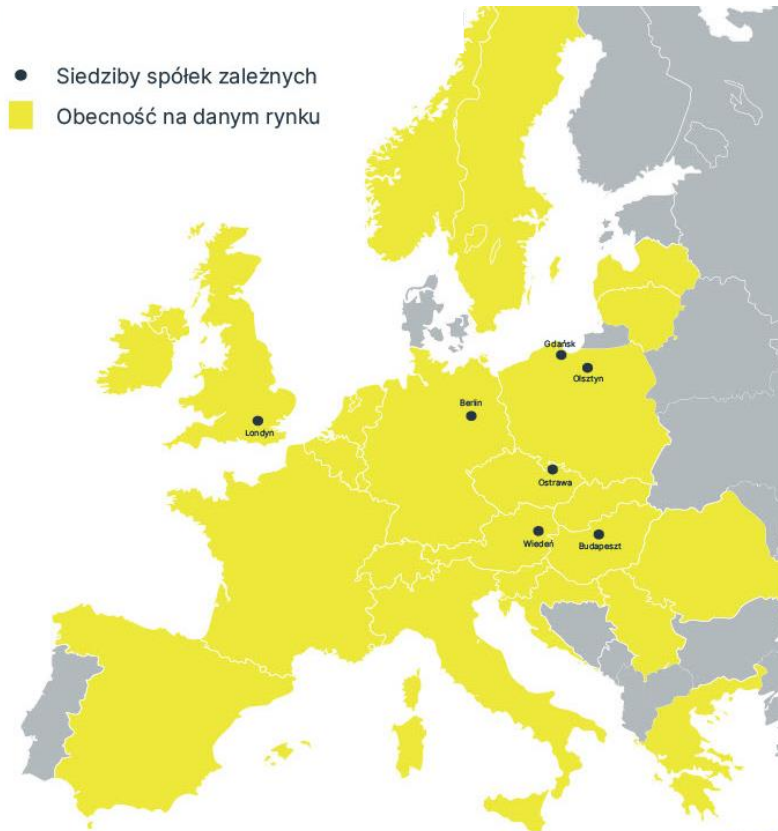 Siedziby spółek zależnych
Obecność na danym rynku
Gdańsk
Olsztyn
Berlin
Londyn
Ostrawa
Wiedeń
Budapeszt